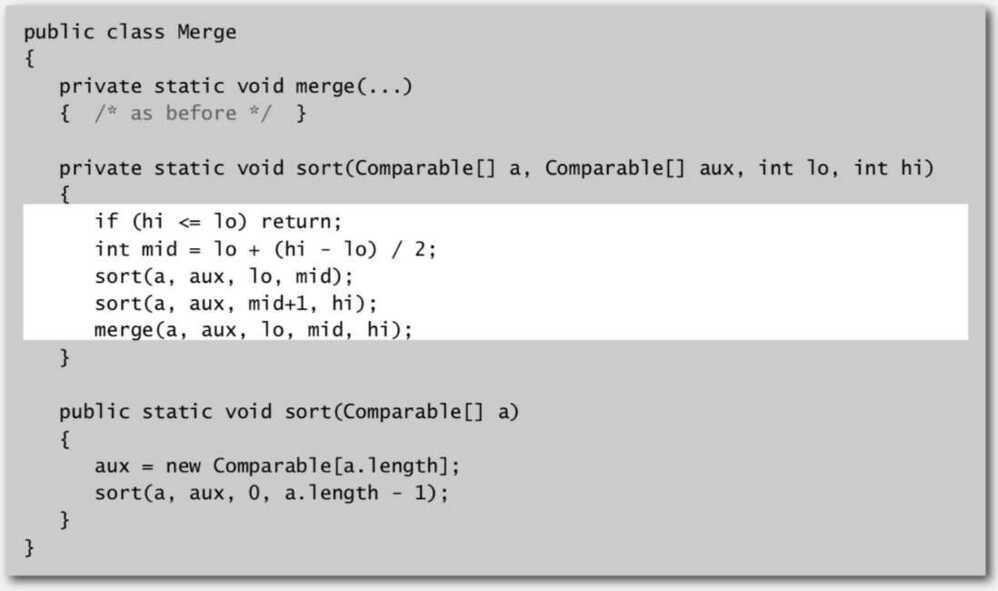 public class Merge
{
private static void merge(...)
{ /* as before */ }
private static void sort(Comparable[] a, Comparable[] aux, int lo, int hi)
{
if (hi <= lo) return;
int mid = lo + (hi - lo) / 2;
sort(a, aux, lo, mid);
sort(a, aux, mid+1, hi);
merge(a, aux, lo, mid, hi);
}
public static void sort(Comparable[] a)
{
aux = new Comparable[a.length];
sort(a, aux, 0, a.length - 1);
}
}